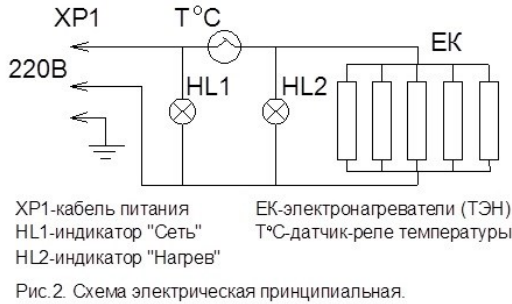 XP1
T°C
EK
220В
HL1
HL2
XP1-кабель питания
ЕК-электронагреватели (ТЭН)
HL1-индикатор "Сеть"
T°C-датчик-реле температуры
HL2-индикатор "Нагрев"
Рис.2. Схема электрическая принципиальная.